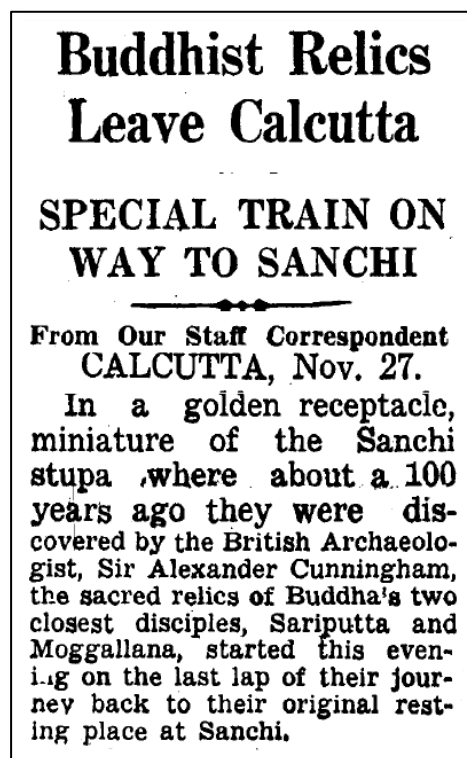 Buddhist Relics
Leave Calcutta
SPECIAL TRAIN ON
WAY TO SANCHI
From Our Staff Correspondent
CALCUTTA, Nov. 27.
In a golden receptacle,
miniature of the Sanchi
stupa ,where about a 100
years ago they were dis-
covered by the British Archaeolo-
gist, Sir Alexander Cunningham,
the sacred relics of Buddha's two
closest disciples, Sariputta and
Moggallana, started this even-
ing on the last lap of their jour-
ney back to their original rest-
ing place at Sanchi.